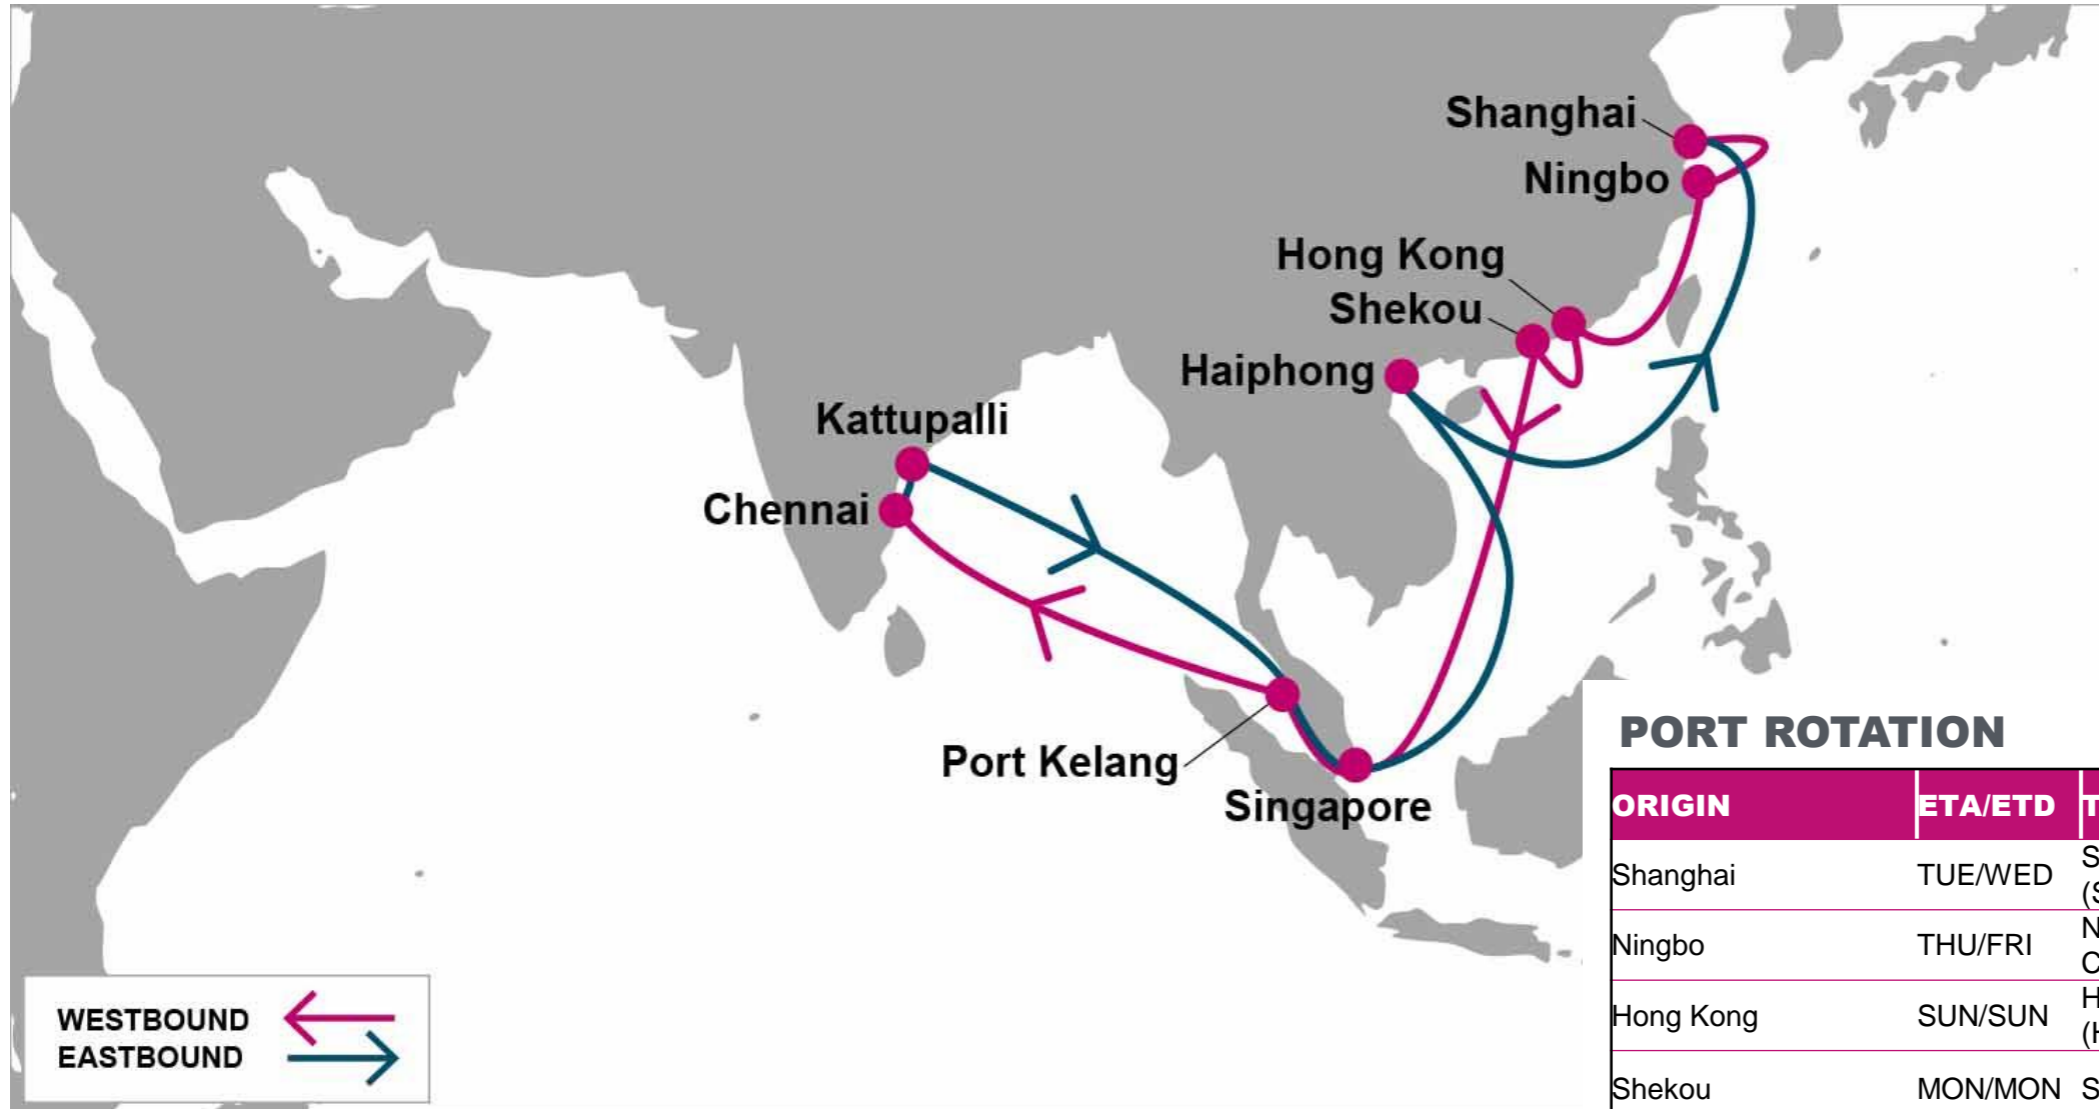 Shanghai
Ningbo
Hong Kong
Shekou
Haiphong
Kattupalli
Chennai
Port Kelang
Singapore
WESTBOUND
EASTBOUND
PORT ROTATION
ORIGIN ETA/ETD
Shanghai TUE/WED
Ningbo THU/FRI
Hong Kong SUN/SUN
Shekou MON/MON